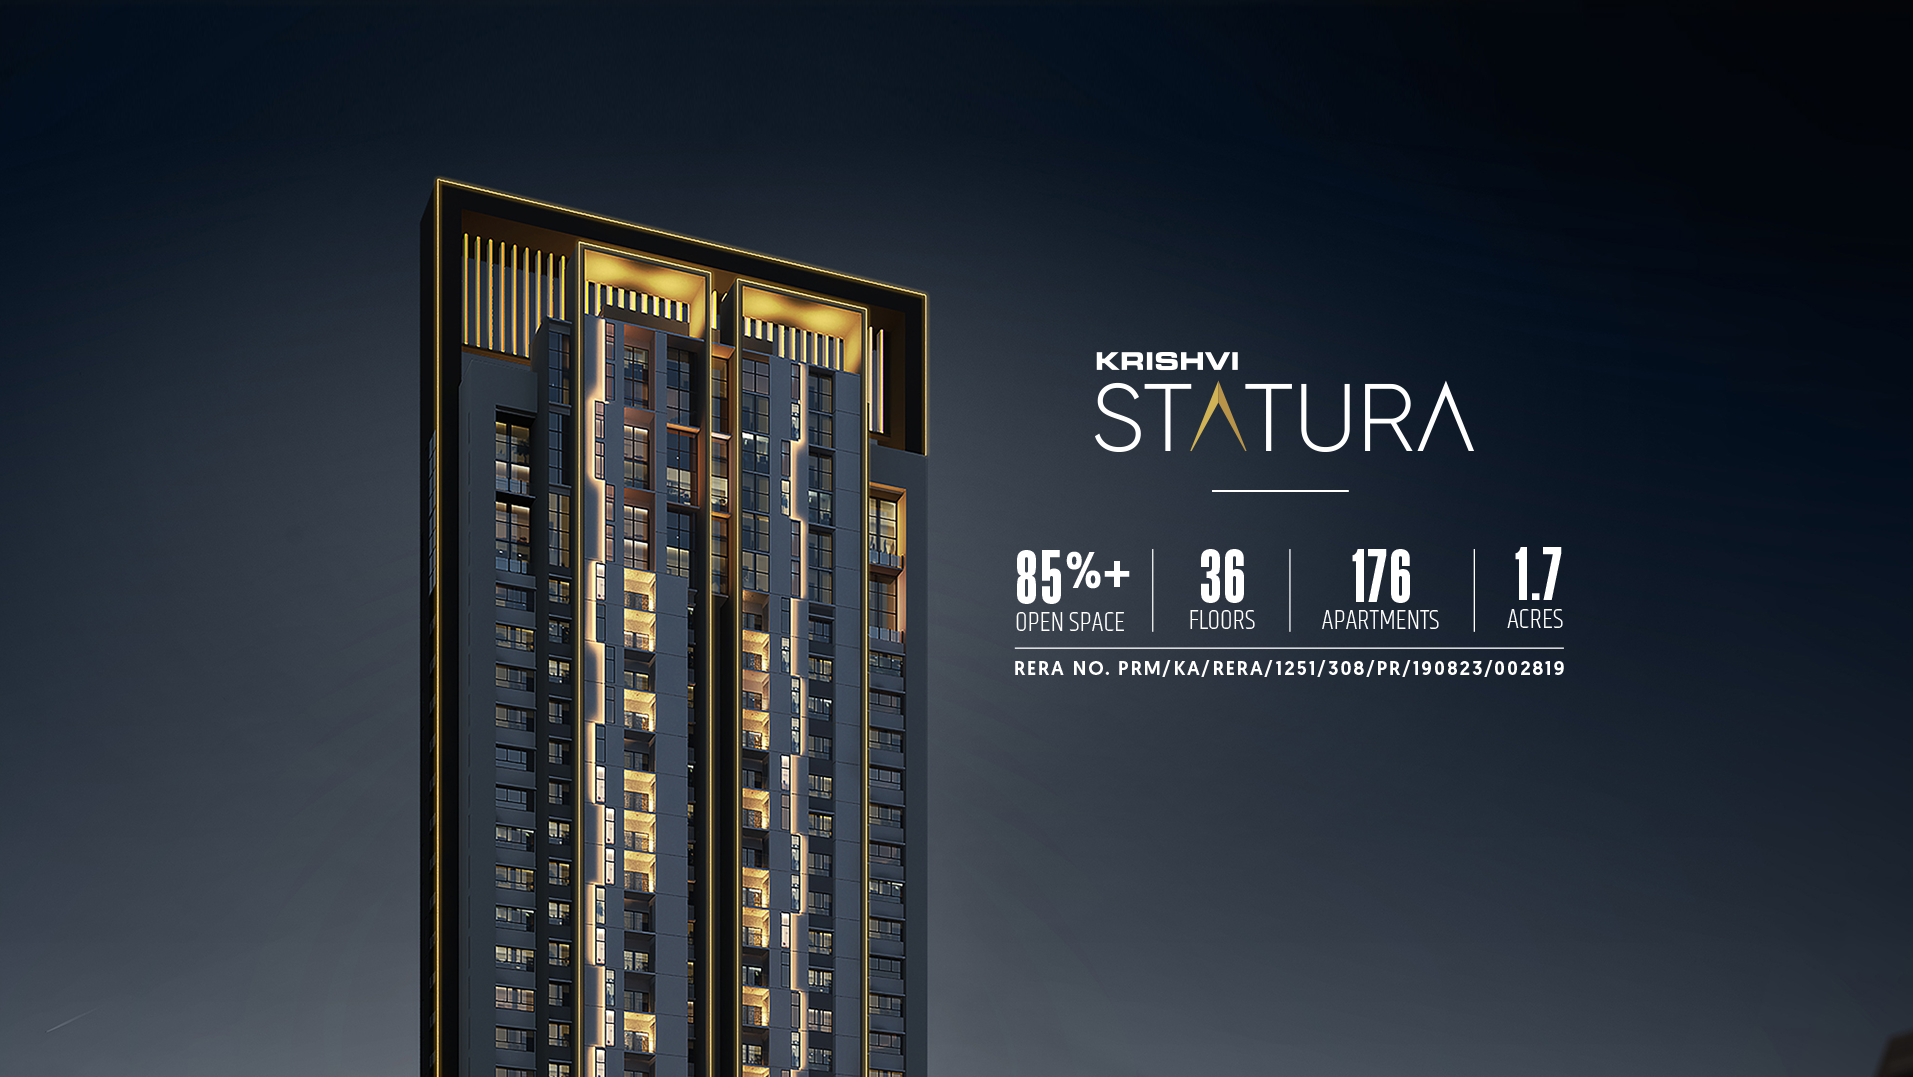 KRISHVI
STATURA
85%+ 36 176 1.7
OPEN SPACE FLOORS APARTMENTS ACRES
RERA NO. PRM/KA/RERA/1251/308/PR/190823/002819